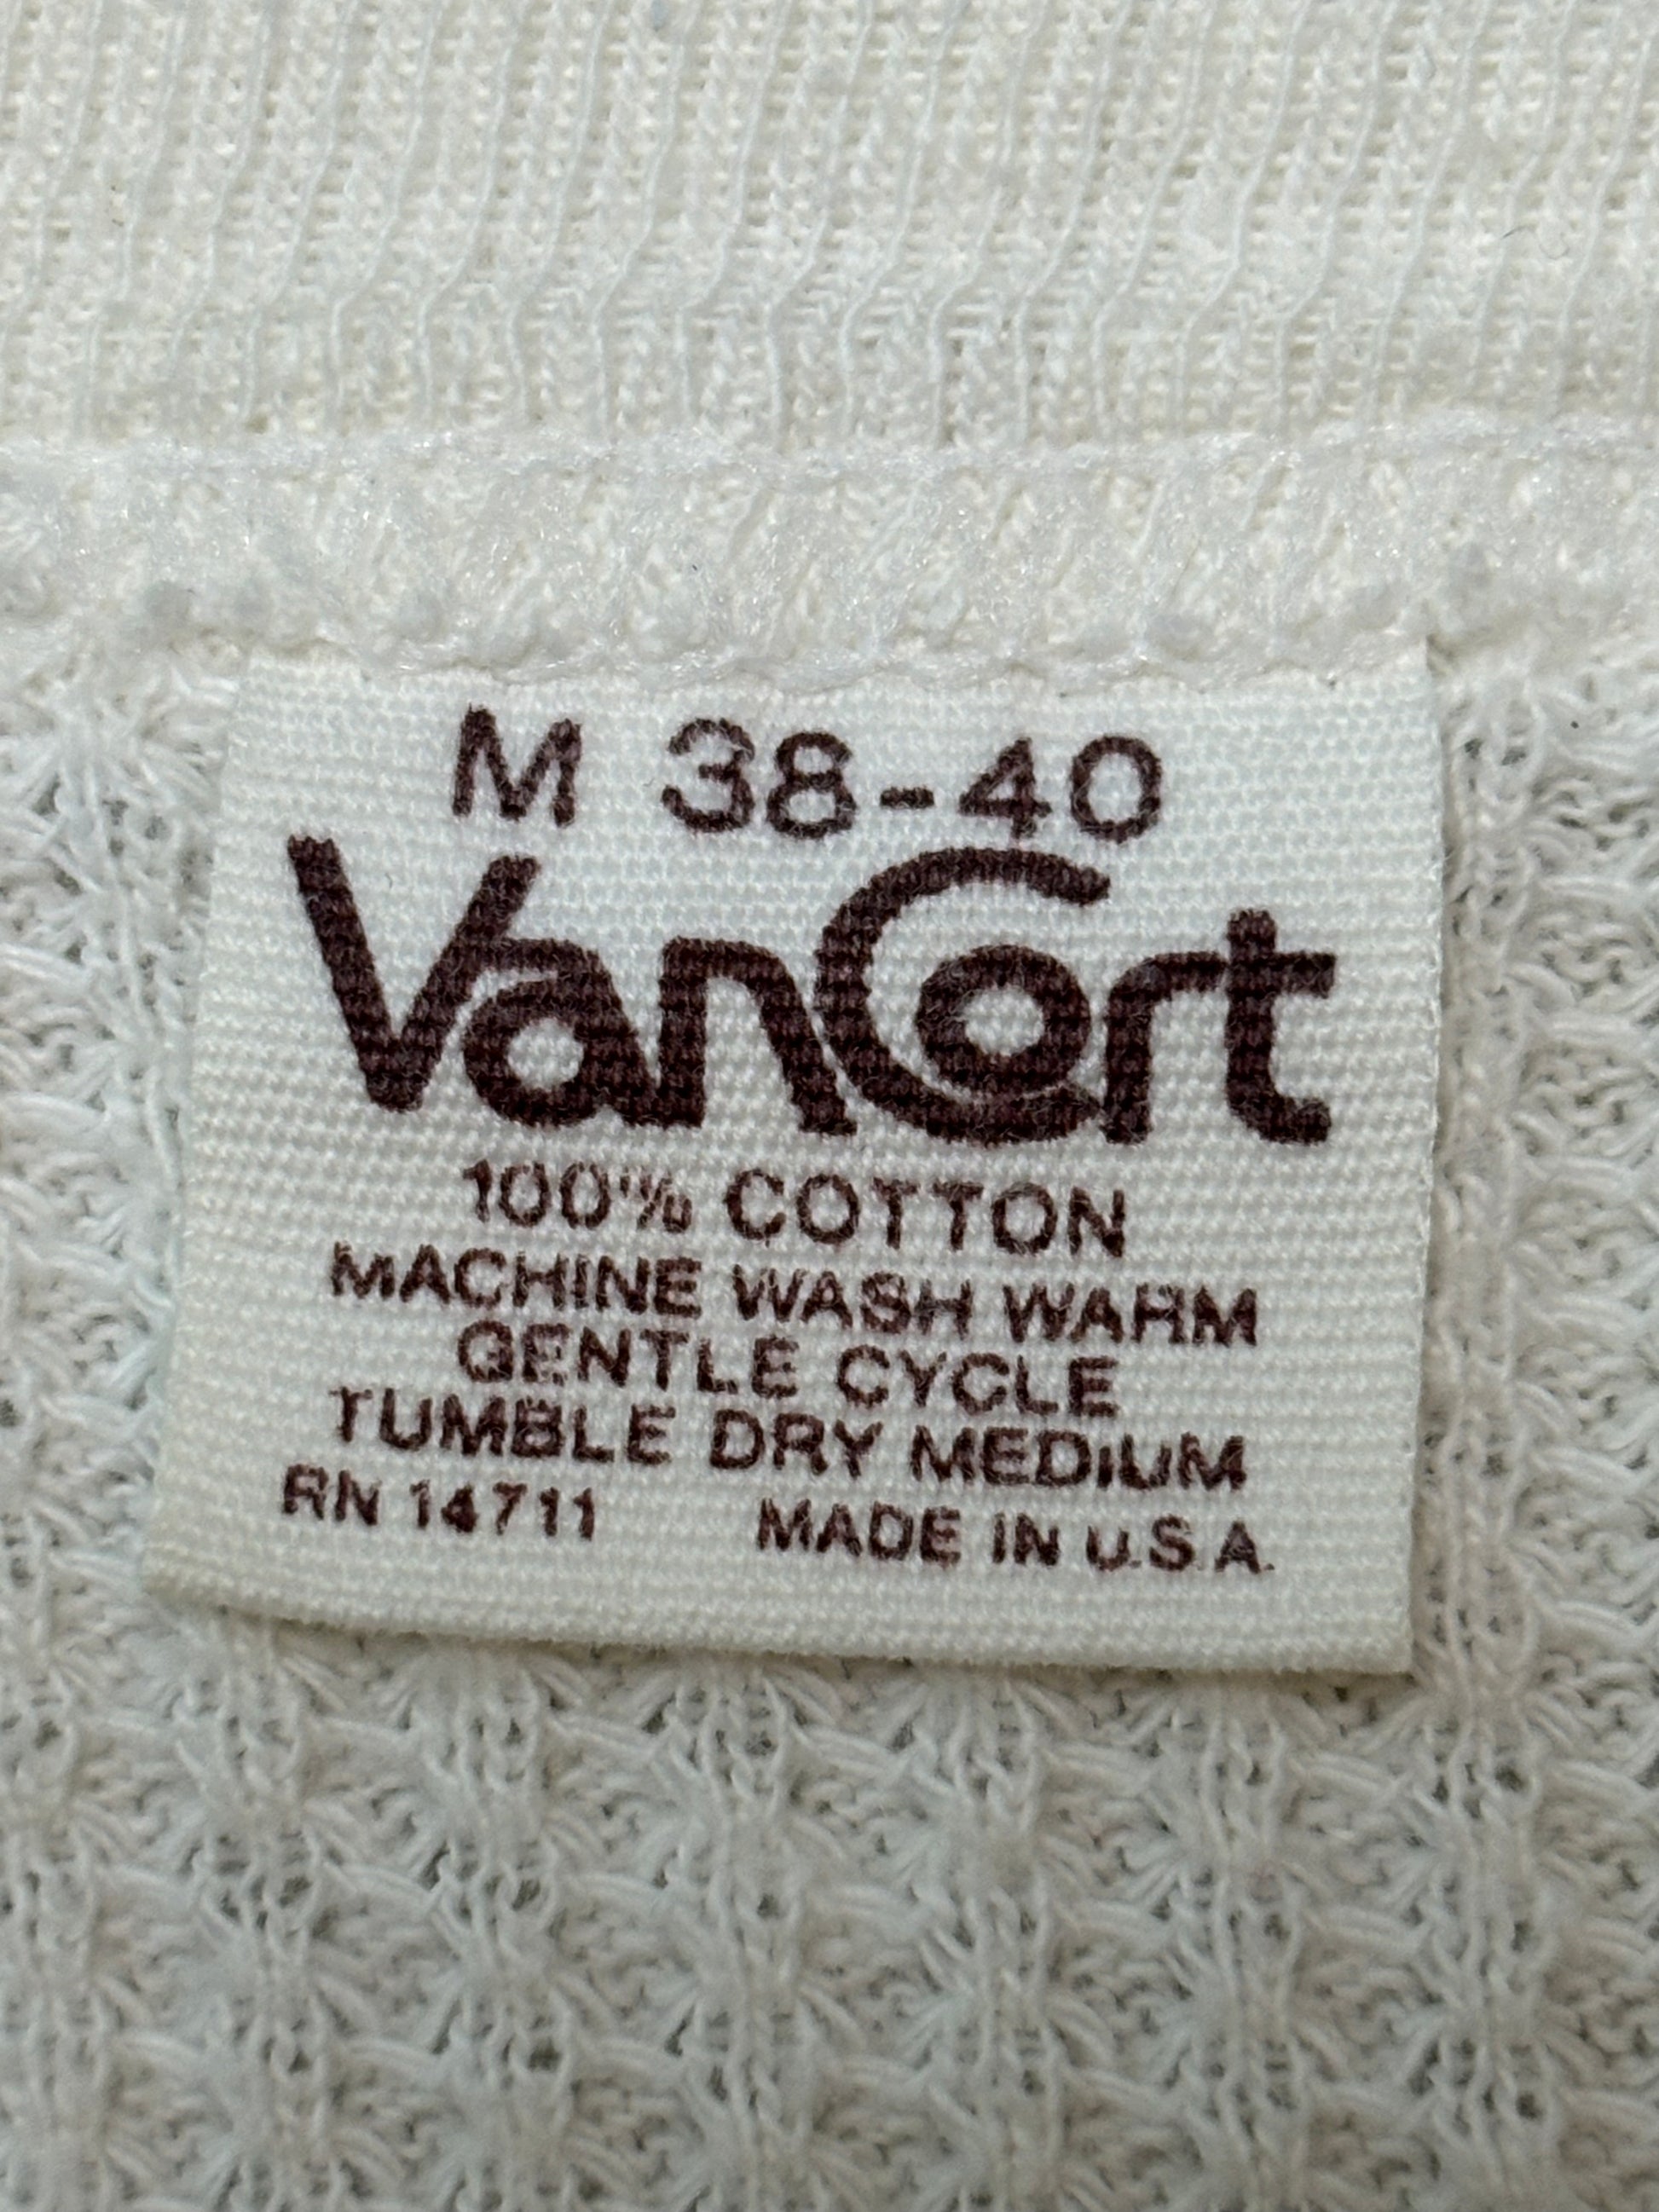 M 38-40
VanCort
100% COTTON
MACHINE WASH WARM
GENTLE CYCLE
TUMBLE DRY MEDIUM
RN 14711 MADE IN U.S.A.